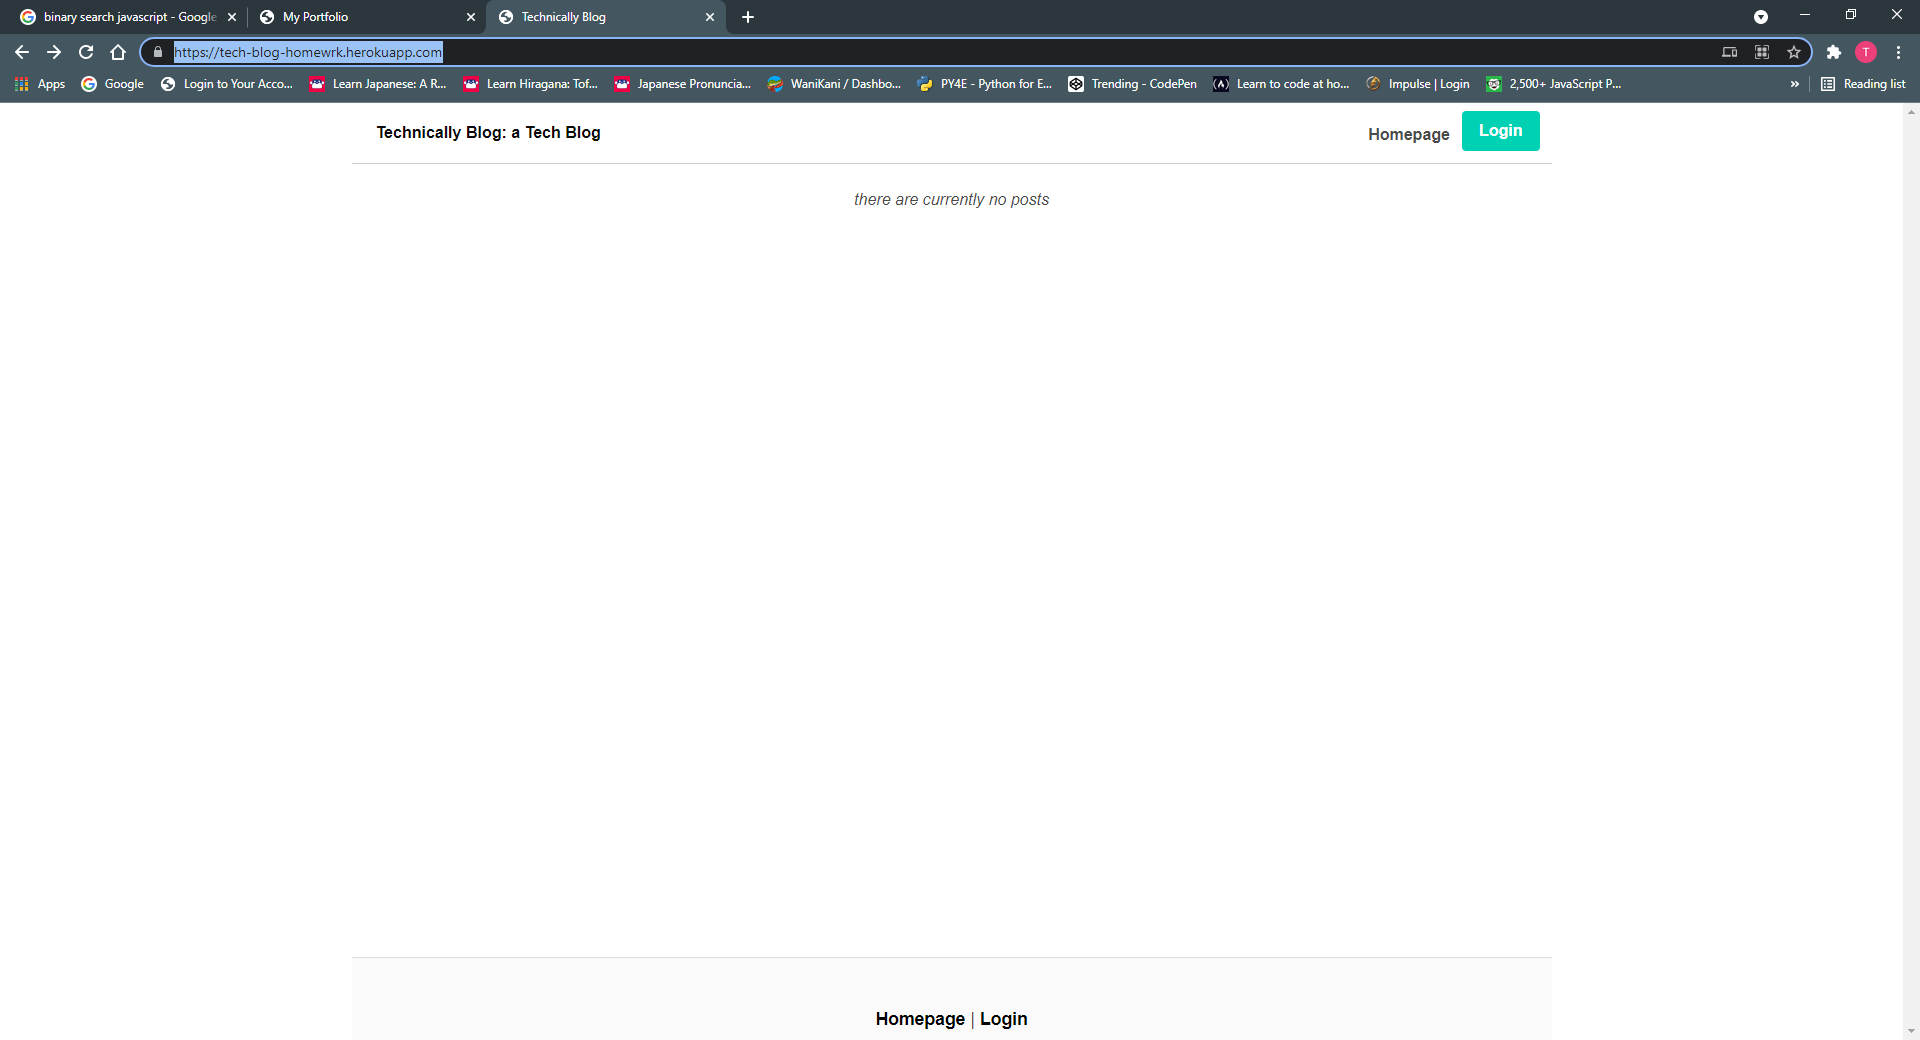 binary search javascript - Google
My Portfolio
Technically Blog
https://tech-blog-homewrk.herokuapp.com
T
Apps
Google
Login to Your Acco...
Learn Japanese: A R...
Learn Hiragana: Tof...
Japanese Pronuncia...
WaniKani / Dashbo...
PY4E - Python for E...
Trending - CodePen
Learn to code at ho...
Impulse | Login
2,500+ JavaScript P...
»
Reading list
Technically Blog: a Tech Blog
Homepage
Login
there are currently no posts
Homepage | Login